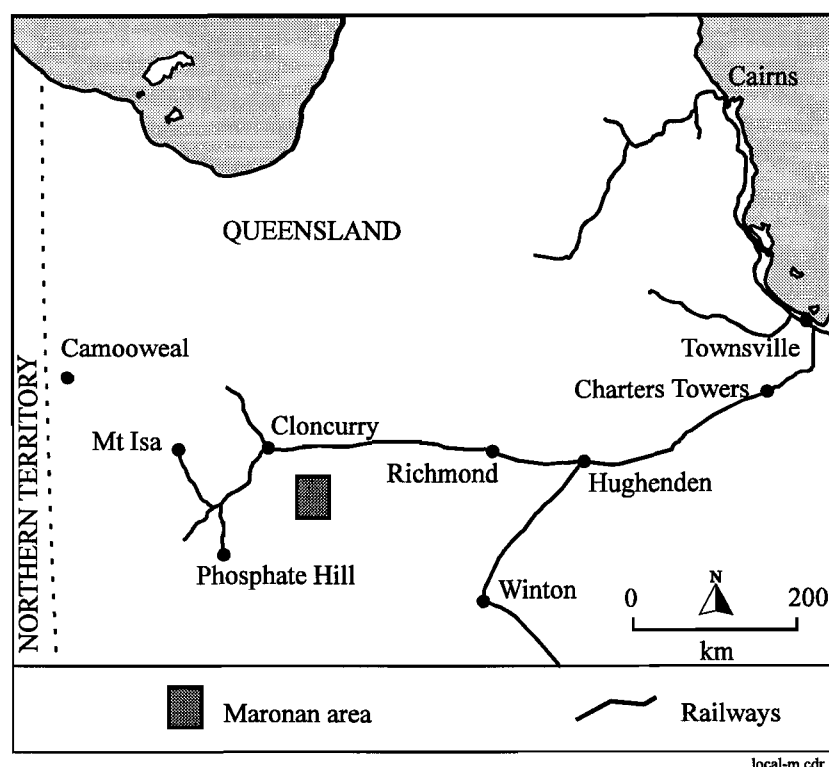 Cairns
QUEENSLAND
NORTHERN TERRITORY
Camooweal
Townsville
Charters Towers
Mt Isa
Cloncurry
Richmond
Hughenden
Phosphate Hill
Winton
N
0 200
km
Maronan area
Railways
local-m.cdr